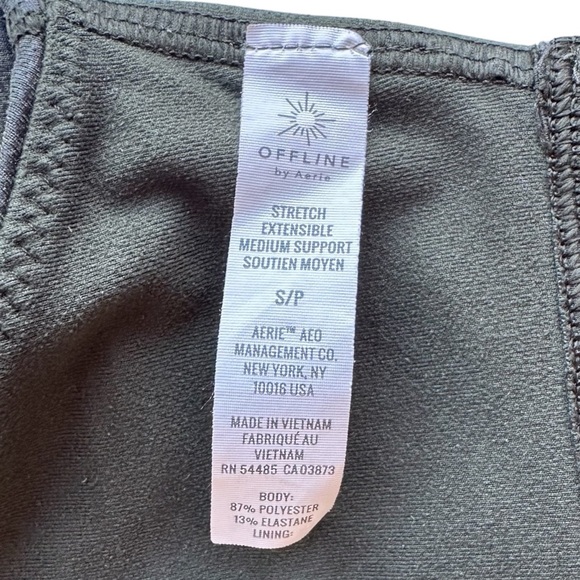 OFFLINE
by Aerie
STRETCH
EXTENSIBLE
MEDIUM SUPPORT
SOUTIEN MOYEN
S/P
AERIE™ AEO
MANAGEMENT CO.
NEW YORK, NY
10016 USA
MADE IN VIETNAM
FABRIQUÉ AU
VIETNAM
RN 54485 CA 03873
BODY:
87% POLYESTER
13% ELASTANE
LINING: